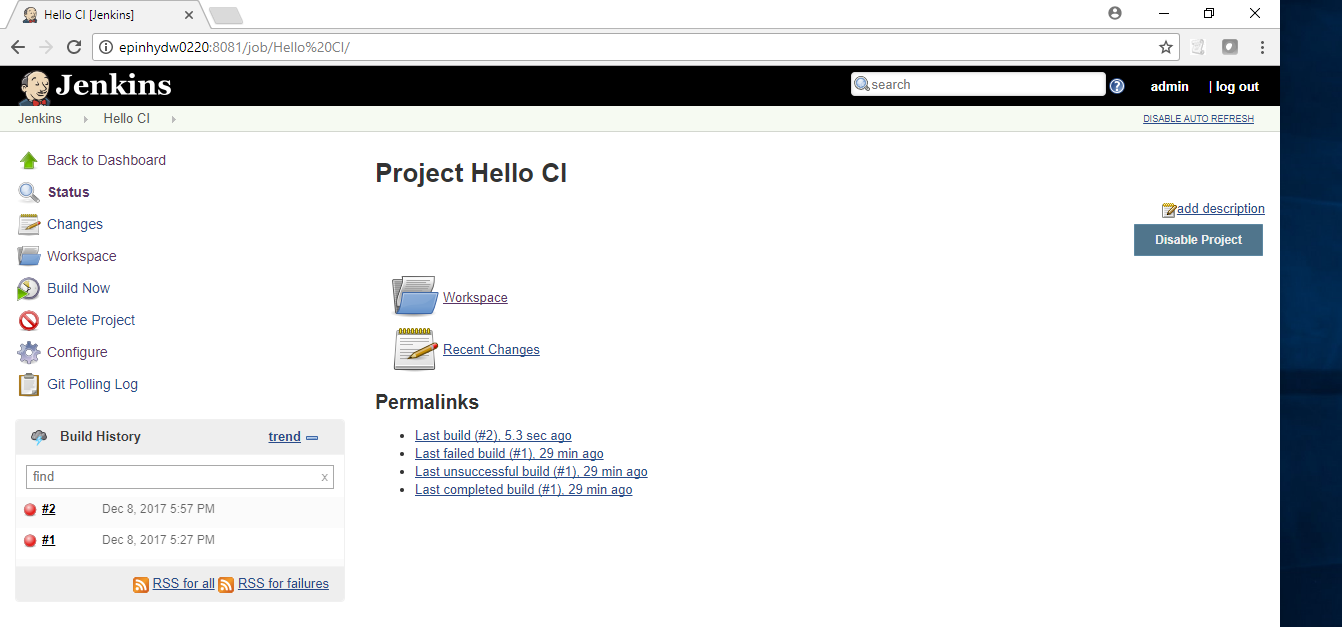 Hello CI [Jenkins]
epinhydw0220:8081/job/Hello%20CI/
Jenkins
search
admin
| log out
Jenkins
Hello CI
DISABLE AUTO REFRESH
Back to Dashboard
Status
Changes
Workspace
Build Now
Delete Project
Configure
Git Polling Log
Build History
trend
find
x
#2 Dec 8, 2017 5:57 PM
#1 Dec 8, 2017 5:27 PM
RSS for all RSS for failures
Project Hello CI
add description
Disable Project
Workspace
Recent Changes
Permalinks
Last build (#2), 5.3 sec ago
Last failed build (#1), 29 min ago
Last unsuccessful build (#1), 29 min ago
Last completed build (#1), 29 min ago